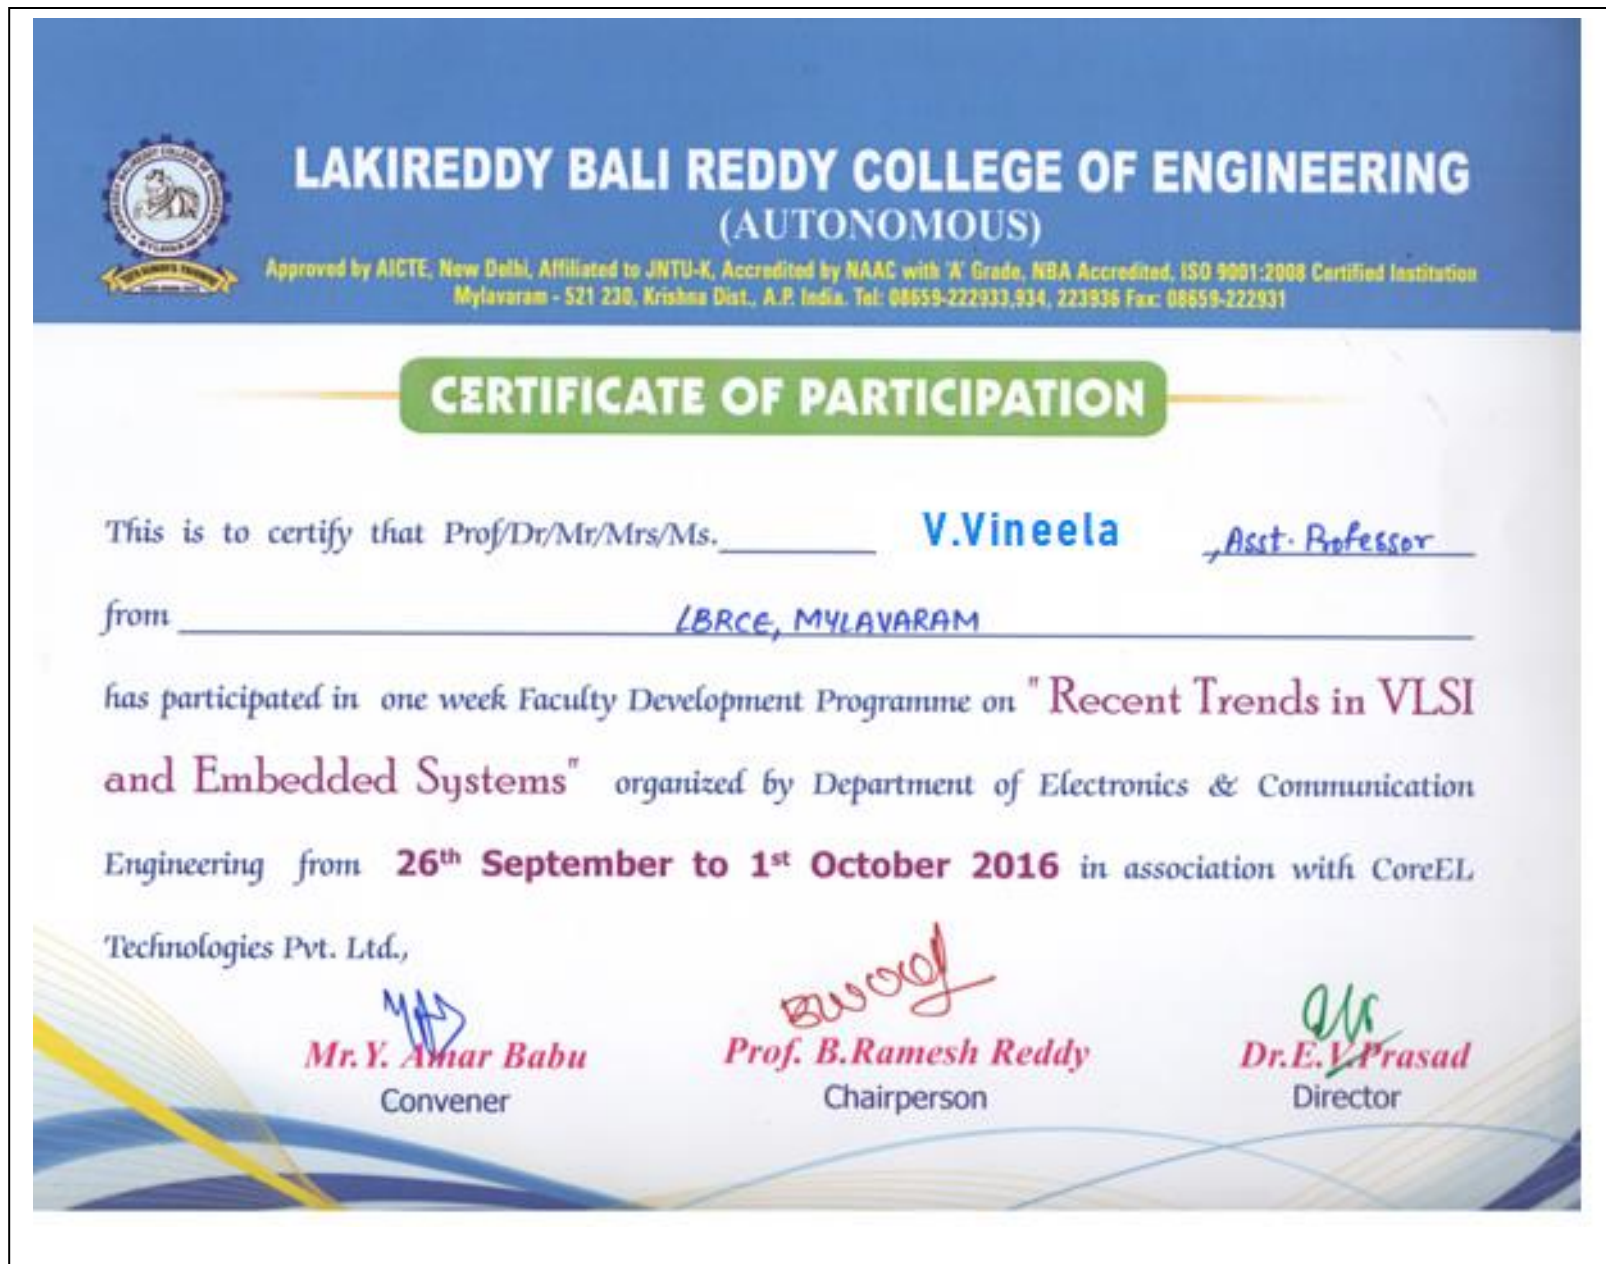 LAKIREDDY BALI REDDY COLLEGE OF ENGINEERING
(AUTONOMOUS)
Approved by AICTE, New Delhi, Affiliated to JNTU-K, Accredited by NAAC with 'A' Grade, NBA Accredited, ISO 9001:2008 Certified Institution
Mylavaram - 521 230, Krishna Dist., A.P. India. Tel: 08659-222933,934, 223936 Fax: 08659-222931
CERTIFICATE OF PARTICIPATION
This is to certify that Prof/Dr/Mr/Mrs/Ms. V.Vineela , Asst. Professor
from LBRCE, MYLAVARAM
has participated in one week Faculty Development Programme on "Recent Trends in VLSI
and Embedded Systems" organized by Department of Electronics & Communication
Engineering from 26th September to 1st October 2016 in association with CoreEL
Technologies Pvt. Ltd.,
Mr. Y. Amar Babu Prof. B.Ramesh Reddy Dr.E.V.Prasad
Convener Chairperson Director